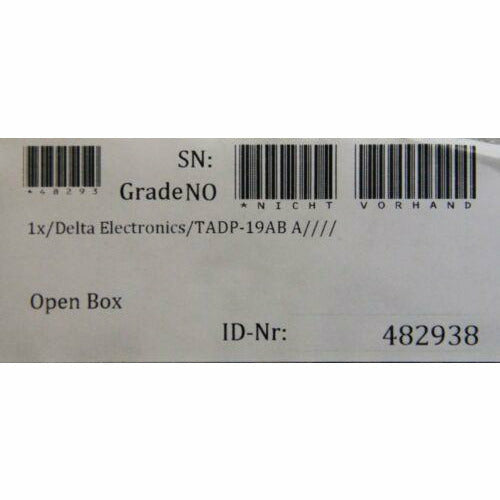 SN:
*48293
GradeNO
*NICHT VORHAND
1x/Delta Electronics/TADP-19AB A////
Open Box
ID-Nr: 482938